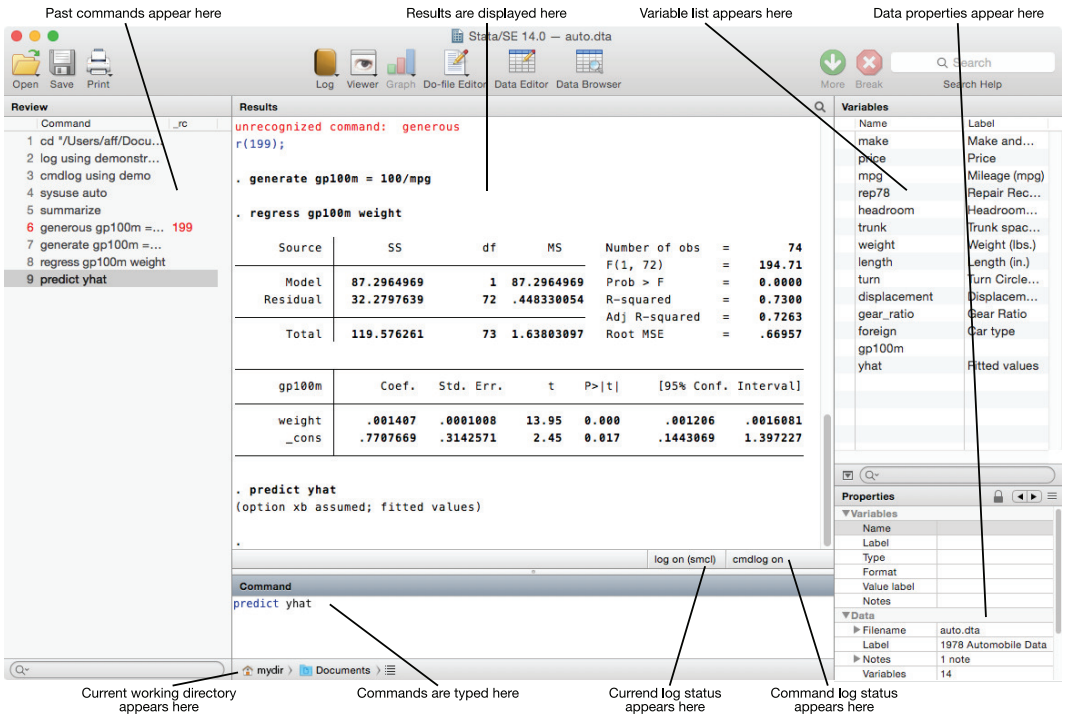 Past commands appear here
Results are displayed here
Variable list appears here
Data properties appear here
Stata/SE 14.0 — auto.dta
Open Save Print
Log Viewer Graph Do-file Editor Data Editor Data Browser
More Break
Search
Search Help
Review
Command _rc
1 cd "/Users/aff/Docu...
2 log using demonstr...
3 cmdlog using demo
4 sysuse auto
5 summarize
6 generous gp100m =... 199
7 generate gp100m =...
8 regress gp100m weight
9 predict yhat
Results
unrecognized command: generous
r(199);
. generate gp100m = 100/mpg
. regress gp100m weight
Source SS df MS Number of obs = 74
F(1, 72) = 194.71
Model 87.2964969 1 87.2964969 Prob > F = 0.0000
Residual 32.2797639 72 .448330054 R-squared = 0.7300
Adj R-squared = 0.7263
Total 119.576261 73 1.63803097 Root MSE = .66957
gp100m Coef. Std. Err. t P>|t| [95% Conf. Interval]
weight .001407 .0001008 13.95 0.000 .001206 .0016081
_cons .7707669 .3142571 2.45 0.017 .1443069 1.397227
. predict yhat
(option xb assumed; fitted values)
.
log on (smcl) cmdlog on
Command
predict yhat
mydir 〉 Documents 〉
Variables
Name Label
make Make and...
price Price
mpg Mileage (mpg)
rep78 Repair Rec...
headroom Headroom...
trunk Trunk spac...
weight Weight (lbs.)
length Length (in.)
turn Turn Circle...
displacement Displacem...
gear_ratio Gear Ratio
foreign Car type
gp100m
yhat Fitted values
Properties
Variables
Name
Label
Type
Format
Value label
Notes
Data
Filename auto.dta
Label 1978 Automobile Data
Notes 1 note
Variables 14
Current working directory
appears here
Commands are typed here
Currend log status
appears here
Command log status
appears here